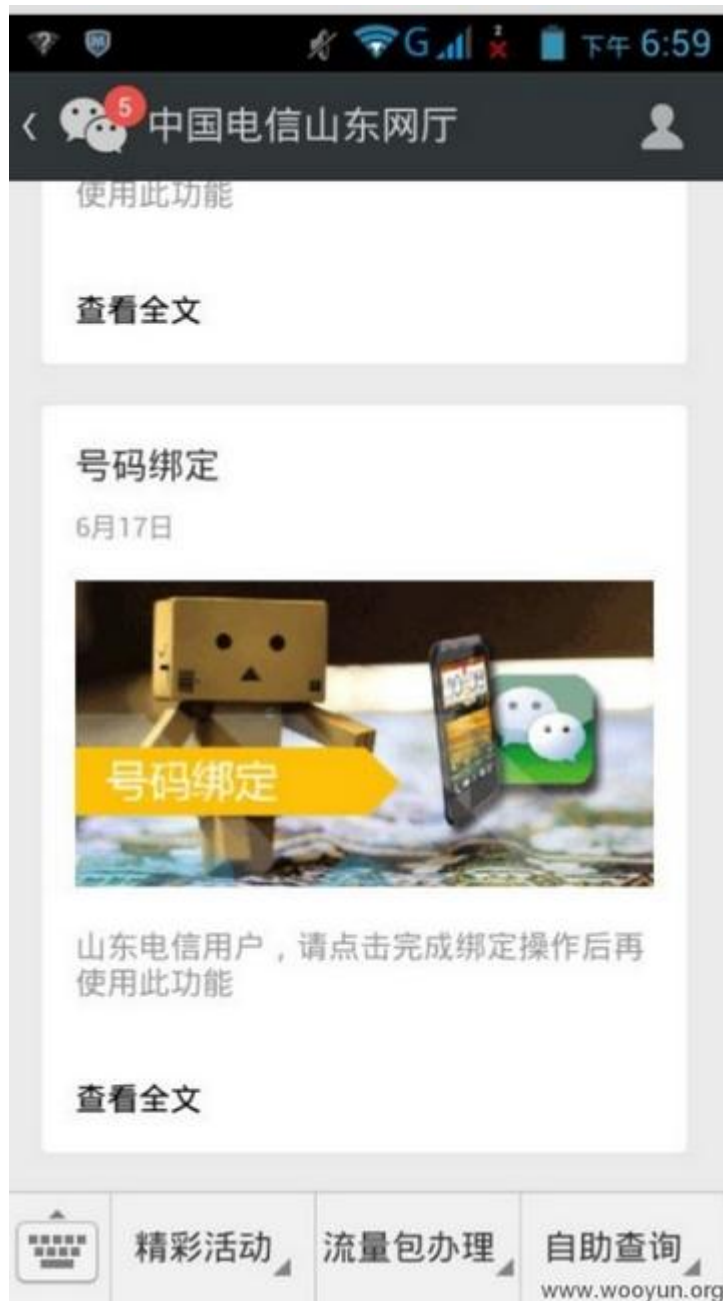 G 2 下午 6:59
5 中国电信山东网厅
使用此功能
查看全文
号码绑定
6月17日
10:09
号码绑定
山东电信用户，请点击完成绑定操作后再
使用此功能
查看全文
精彩活动 流量包办理 自助查询
www.wooyun.org